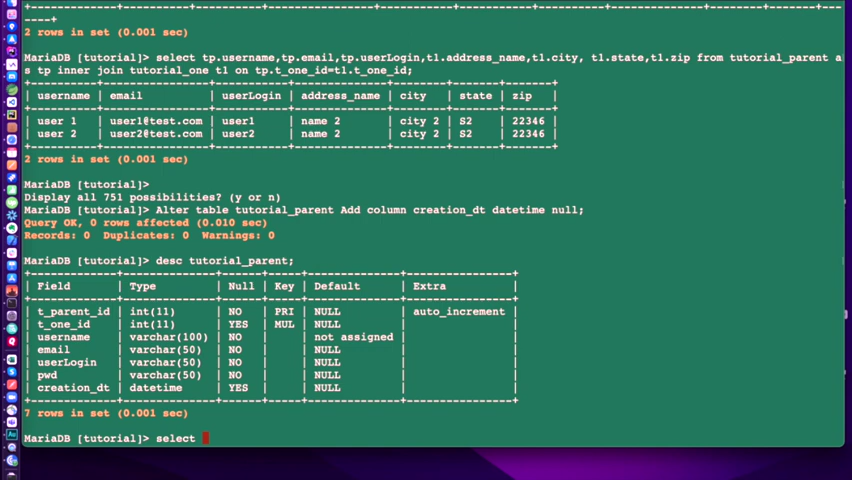 +---------------+------------+-------------+----------+----------+------------------+---------+-------+---
----+
2 rows in set (0.001 sec)
MariaDB [tutorial]> select tp.username,tp.email,tp.userLogin,t1.address_name,t1.city, t1.state,t1.zip from tutorial_parent a
s tp inner join tutorial_one t1 on tp.t_one_id=t1.t_one_id;
+----------+----------------+-----------+--------------+--------+-------+-------+
| username | email          | userLogin | address_name | city   | state | zip   |
+----------+----------------+-----------+--------------+--------+-------+-------+
| user 1   | user1@test.com | user1     | name 2       | city 2 | S2    | 22346 |
| user 2   | user2@test.com | user2     | name 2       | city 2 | S2    | 22346 |
+----------+----------------+-----------+--------------+--------+-------+-------+
2 rows in set (0.001 sec)
MariaDB [tutorial]>
Display all 751 possibilities? (y or n)
MariaDB [tutorial]> Alter table tutorial_parent Add column creation_dt datetime null;
Query OK, 0 rows affected (0.010 sec)
Records: 0  Duplicates: 0  Warnings: 0
MariaDB [tutorial]> desc tutorial_parent;
+-------------+--------------+------+-----+--------------+----------------+
| Field       | Type         | Null | Key | Default      | Extra          |
+-------------+--------------+------+-----+--------------+----------------+
| t_parent_id | int(11)      | NO   | PRI | NULL         | auto_increment |
| t_one_id    | int(11)      | YES  | MUL | NULL         |                |
| username    | varchar(100) | NO   |     | not assigned |                |
| email       | varchar(50)  | NO   |     | NULL         |                |
| userLogin   | varchar(50)  | NO   |     | NULL         |                |
| pwd         | varchar(50)  | NO   |     | NULL         |                |
| creation_dt | datetime     | YES  |     | NULL         |                |
+-------------+--------------+------+-----+--------------+----------------+
7 rows in set (0.001 sec)
MariaDB [tutorial]> select